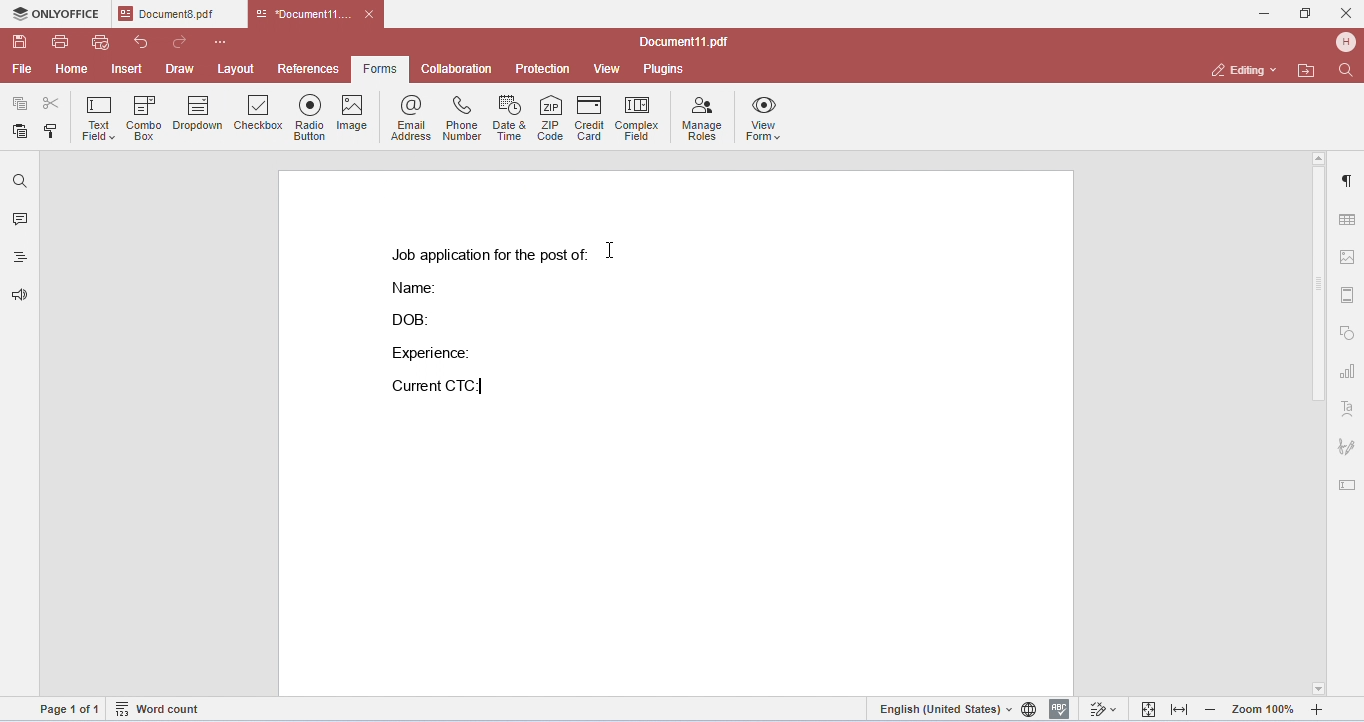 ONLYOFFICE Document8.pdf *Document11....
Document11.pdf H
File Home Insert Draw Layout References Forms Collaboration Protection View Plugins Editing
Text Field Combo Box Dropdown Checkbox Radio Button Image Email Address Phone Number Date & Time ZIP ZIP Code Credit Card Complex Field Manage Roles View Form
Job application for the post of:
Name:
DOB:
Experience:
Current CTC:
Page 1 of 1 123 Word count English (United States) ABC Zoom 100%